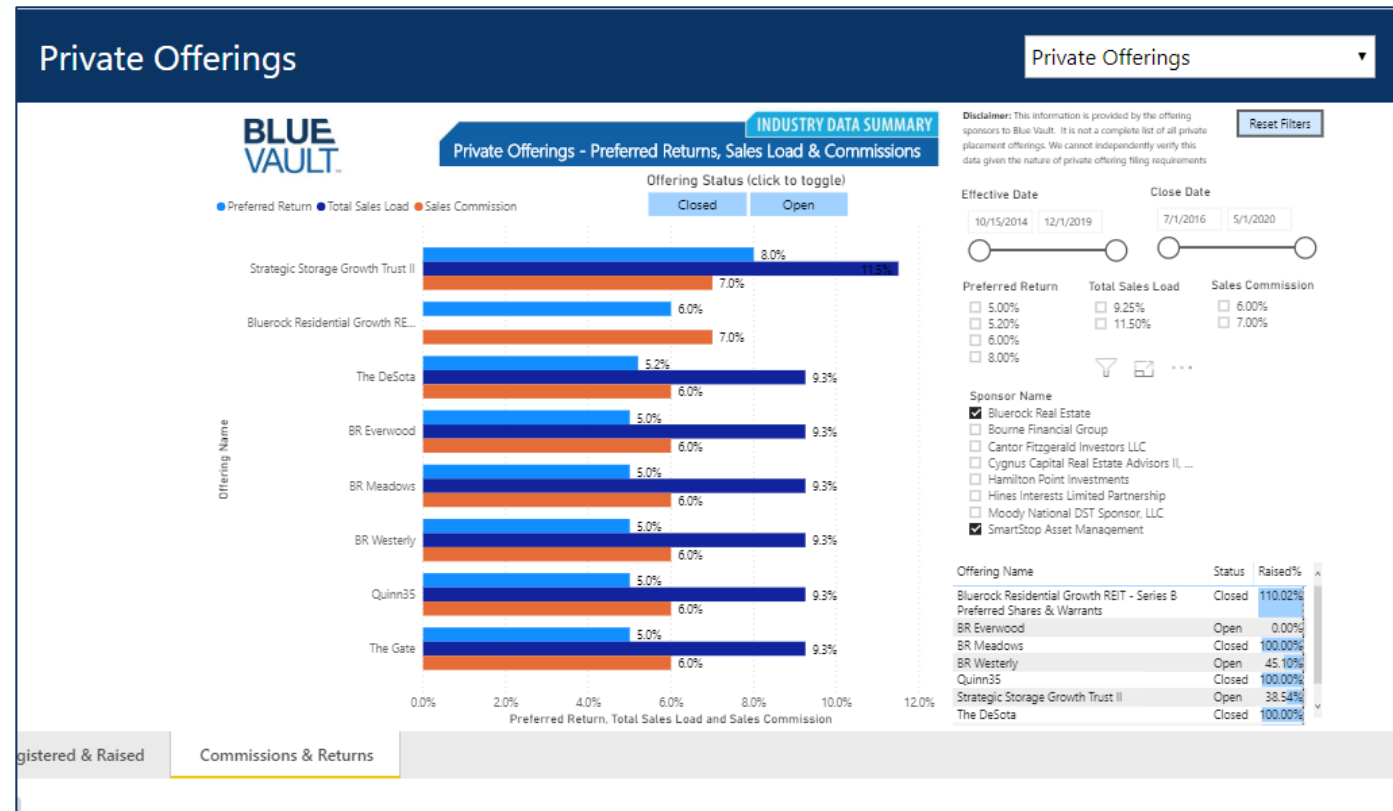 Private Offerings
Private Offerings
BLUE
VAULT™
INDUSTRY DATA SUMMARY
Private Offerings - Preferred Returns, Sales Load & Commissions
Disclaimer: This information is provided by the offering
sponsors to Blue Vault. It is not a complete list of all private
placement offerings. We cannot independently verify this
data given the nature of private offering filing requirements
Reset Filters
Offering Status (click to toggle)
Closed Open
Preferred Return Total Sales Load Sales Commission
Effective Date Close Date
10/15/2014 12/1/2019 7/1/2016 5/1/2020
Preferred Return Total Sales Load Sales Commission
5.00% 9.25% 6.00%
5.20% 11.50% 7.00%
6.00%
8.00%
Sponsor Name
Bluerock Real Estate
Bourne Financial Group
Cantor Fitzgerald Investors LLC
Cygnus Capital Real Estate Advisors II, ...
Hamilton Point Investments
Hines Interests Limited Partnership
Moody National DST Sponsor, LLC
SmartStop Asset Management
Offering Name
Strategic Storage Growth Trust II
8.0%
11.5%
7.0%
Bluerock Residential Growth RE...
6.0%
7.0%
The DeSota
5.2%
9.3%
6.0%
BR Everwood
5.0%
9.3%
6.0%
BR Meadows
5.0%
9.3%
6.0%
BR Westerly
5.0%
9.3%
6.0%
Quinn35
5.0%
9.3%
6.0%
The Gate
5.0%
9.3%
6.0%
0.0% 2.0% 4.0% 6.0% 8.0% 10.0% 12.0%
Preferred Return, Total Sales Load and Sales Commission
Offering Name Status Raised%
Bluerock Residential Growth REIT - Series B Closed 110.02%
Preferred Shares & Warrants
BR Everwood Open 0.00%
BR Meadows Closed 100.00%
BR Westerly Open 45.10%
Quinn35 Closed 100.00%
Strategic Storage Growth Trust II Open 38.54%
The DeSota Closed 100.00%
gistered & Raised Commissions & Returns